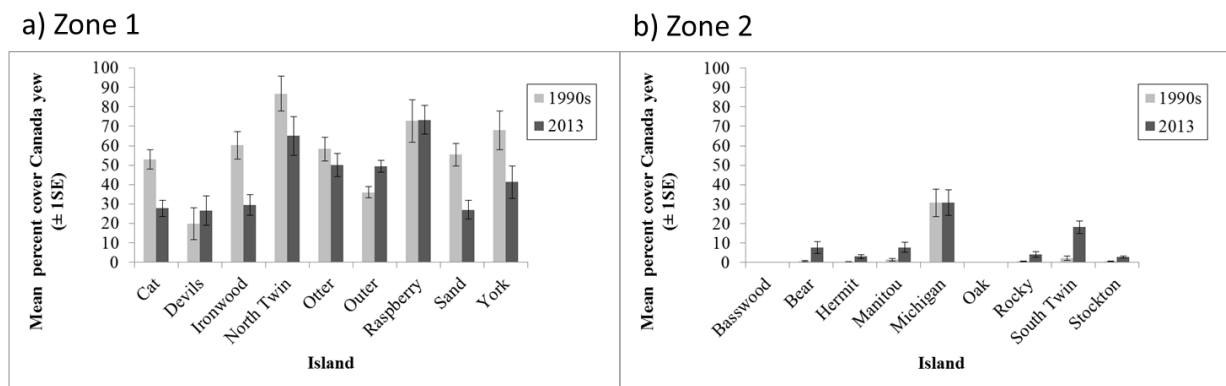 a) Zone 1
Mean percent cover Canada yew
(± 1SE)
100
90
80
70
60
50
40
30
20
10
0
1990s
2013
Cat
Devils
Ironwood
North Twin
Otter
Outer
Raspberry
Sand
York
Island
b) Zone 2
Mean percent cover Canada yew
(± 1SE)
100
90
80
70
60
50
40
30
20
10
0
1990s
2013
Basswood
Bear
Hermit
Manitou
Michigan
Oak
Rocky
South Twin
Stockton
Island